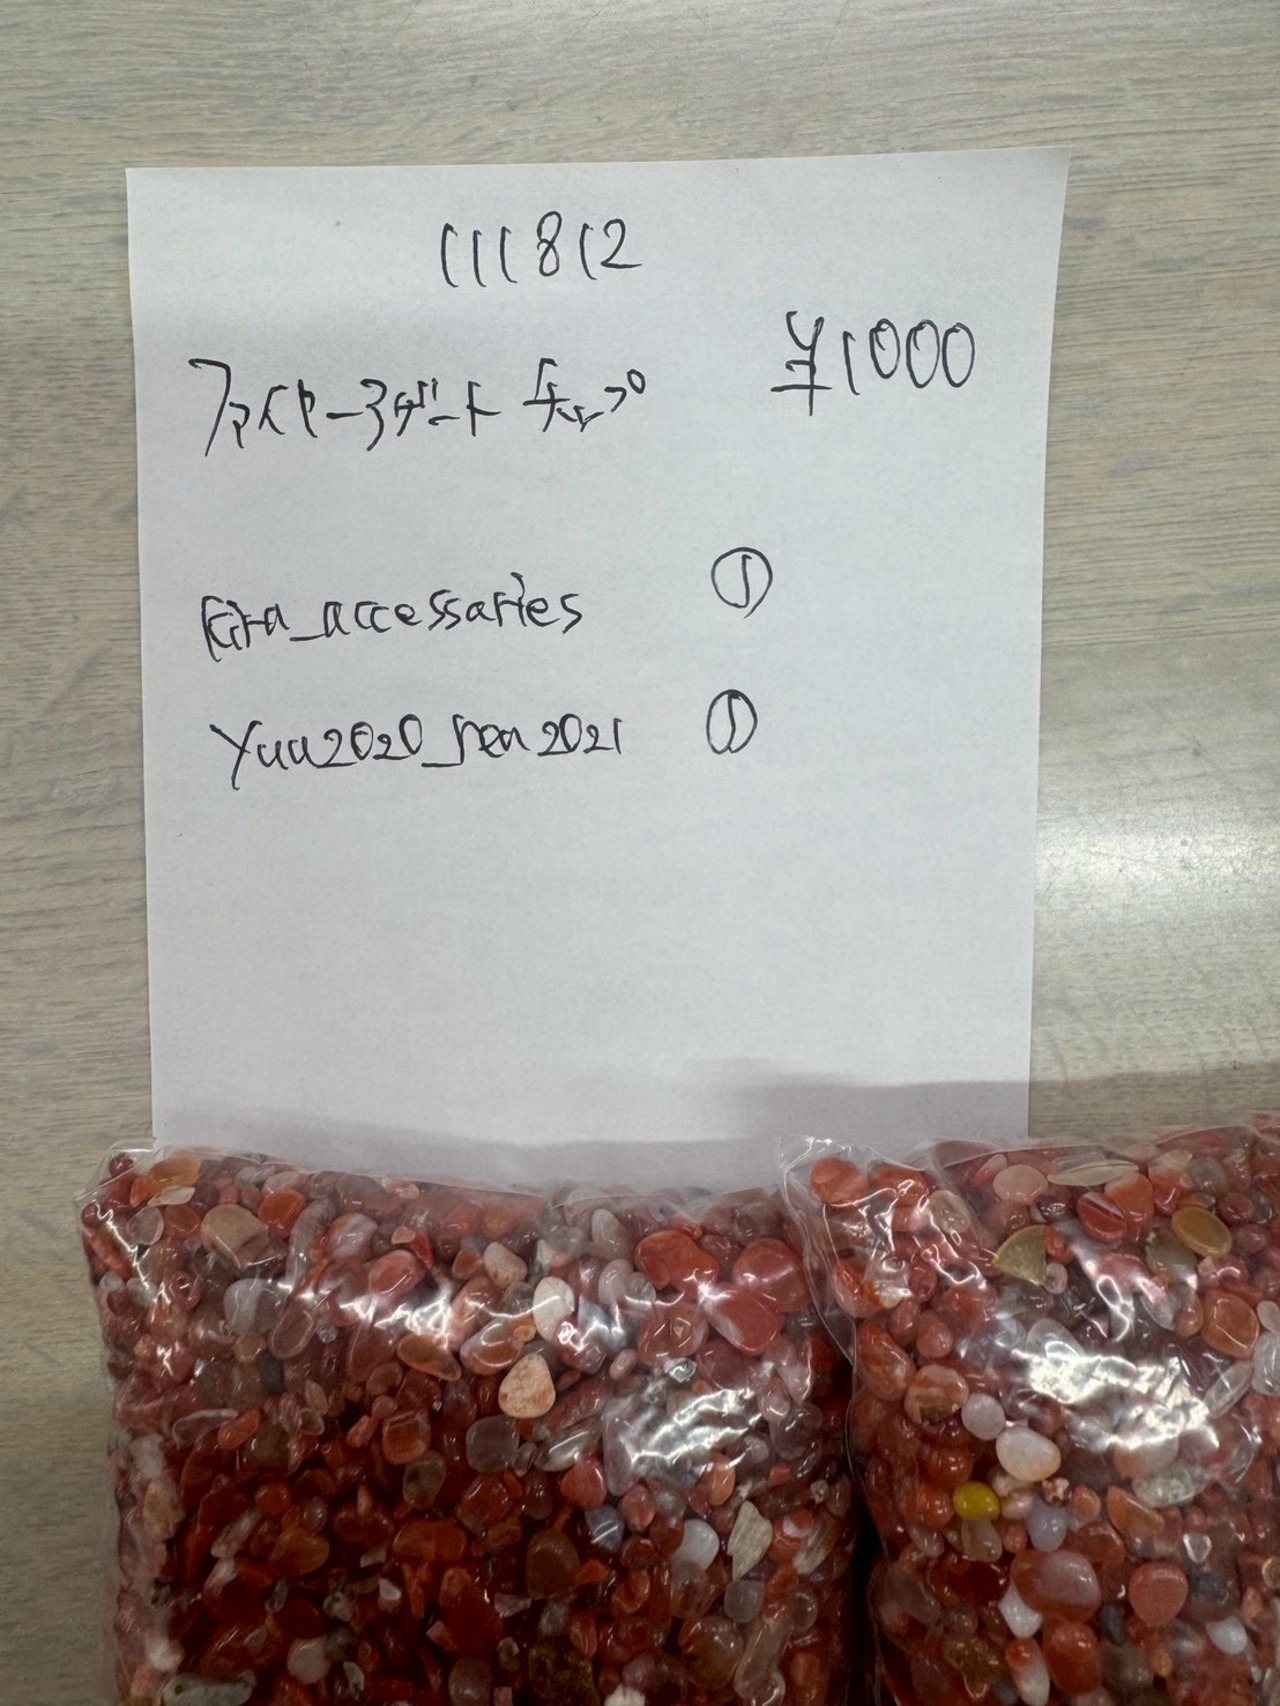 111812
¥1000
ファイヤーアゲート チップ
Kira_accessaries ①
Yuu2020_ren2021 ①